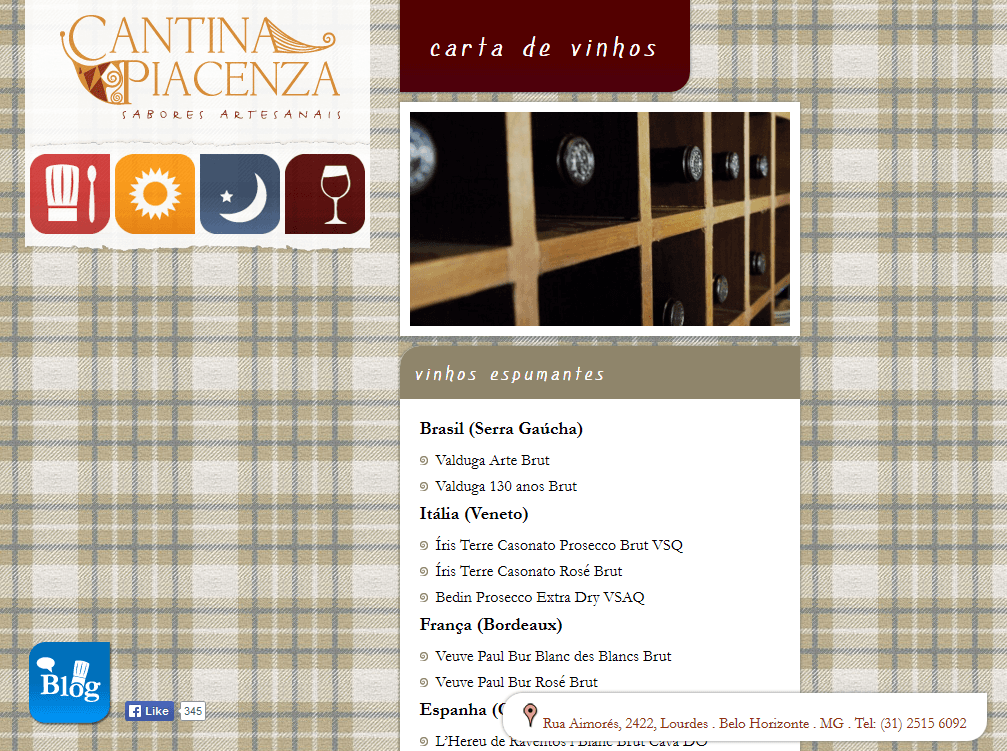 CANTINA
PIACENZA
SABORES ARTESANAIS
carta de vinhos
vinhos espumantes
Brasil (Serra Gaúcha)
Valduga Arte Brut
Valduga 130 anos Brut
Itália (Veneto)
Íris Terre Casonato Prosecco Brut VSQ
Íris Terre Casonato Rosé Brut
Bedin Prosecco Extra Dry VSAQ
França (Bordeaux)
Veuve Paul Bur Blanc des Blancs Brut
Veuve Paul Bur Rosé Brut
Espanha
L'Hereu de Raventós i Blanc Brut Cava DO
Blog
Like 345
Rua Aimorés, 2422, Lourdes . Belo Horizonte . MG . Tel: (31) 2515 6092